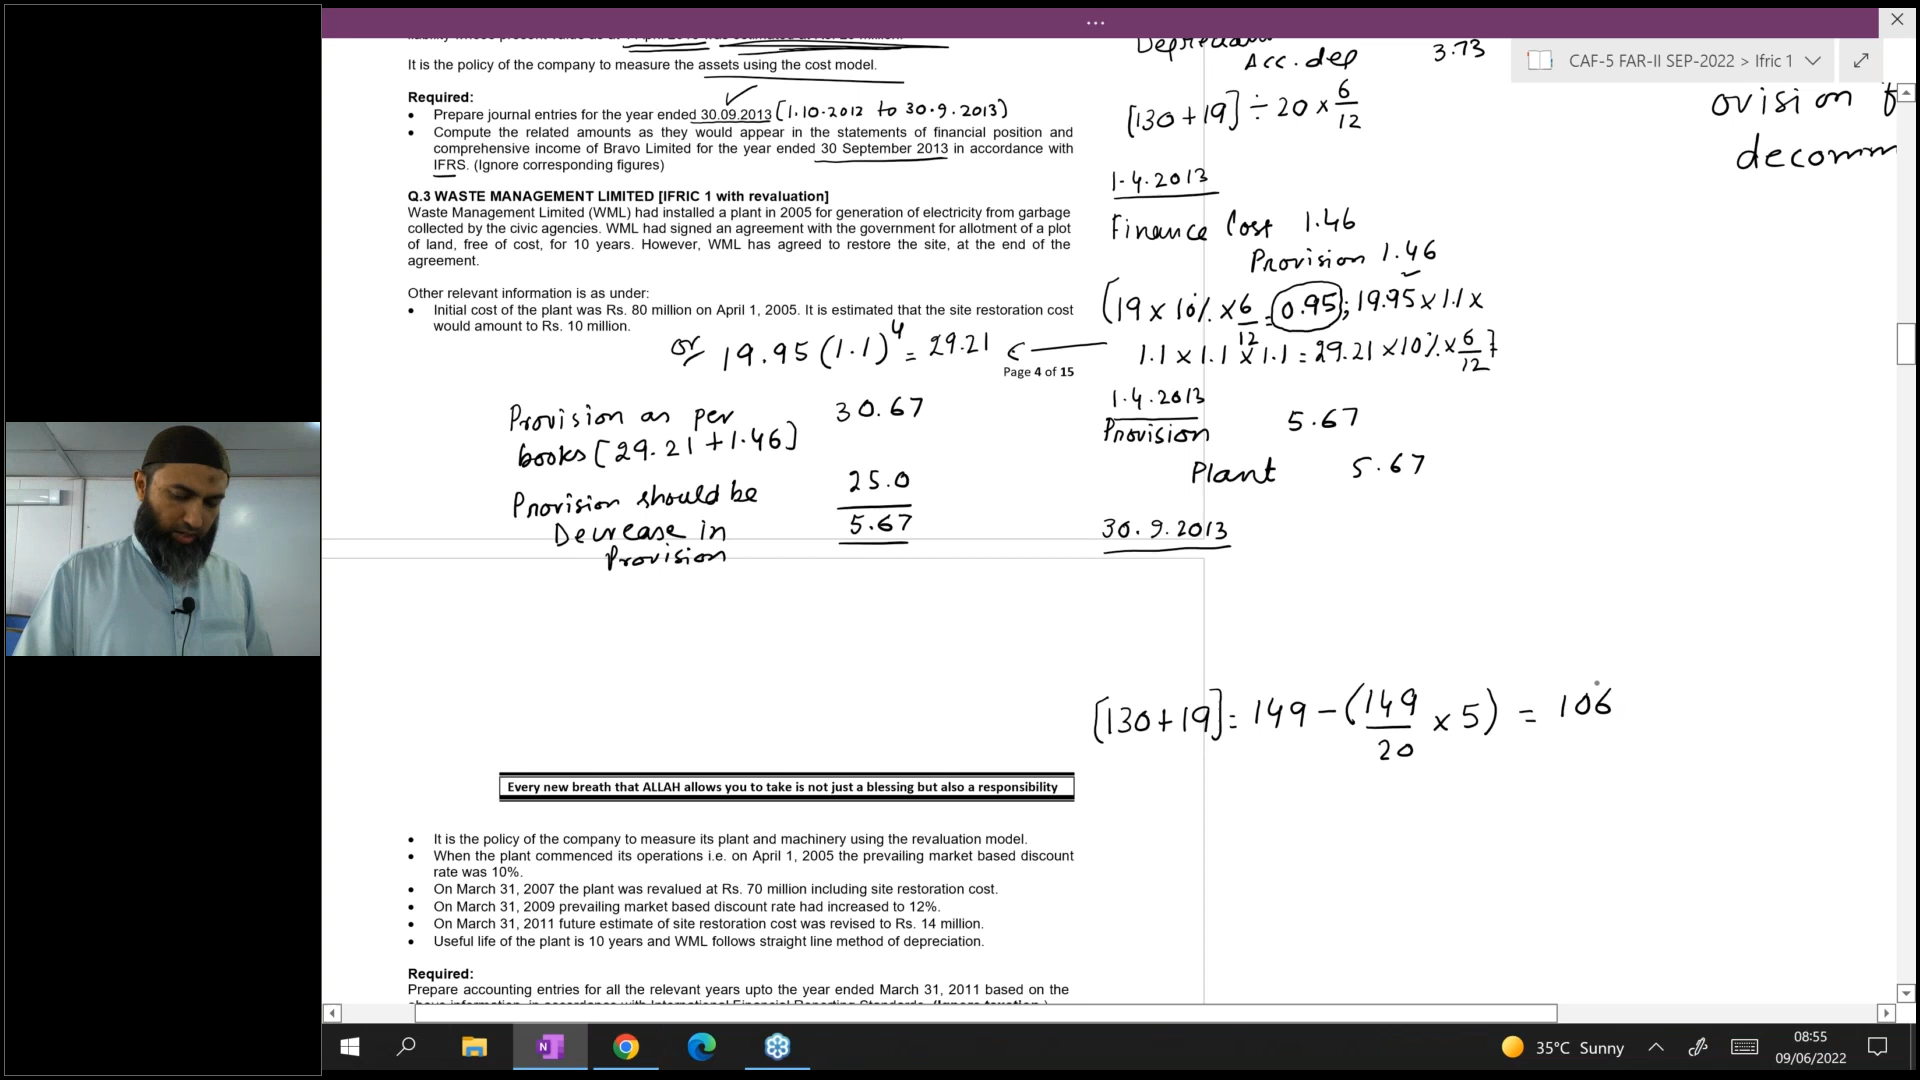 It is the policy of the company to measure the assets using the cost model.
Required:
• Prepare journal entries for the year ended 30.09.2013 (1.10.2012 to 30.9.2013)
• Compute the related amounts as they would appear in the statements of financial position and
comprehensive income of Bravo Limited for the year ended 30 September 2013 in accordance with
IFRS. (Ignore corresponding figures)
Q.3 WASTE MANAGEMENT LIMITED [IFRIC 1 with revaluation]
Waste Management Limited (WML) had installed a plant in 2005 for generation of electricity from garbage
collected by the civic agencies. WML had signed an agreement with the government for allotment of a plot
of land, free of cost, for 10 years. However, WML has agreed to restore the site, at the end of the
agreement.
Other relevant information is as under:
• Initial cost of the plant was Rs. 80 million on April 1, 2005. It is estimated that the site restoration cost
would amount to Rs. 10 million.
or 19.95 (1.1)^4 = 29.21 ←
Page 4 of 15
Provision as per 30.67
books [29.21 + 1.46]
Provision should be 25.0
Decrease in 5.67
Provision
Acc. dep 3.73
[130+19] ÷ 20 × 6/12
1.4.2013
Finance Cost 1.46
Provision 1.46
[19 × 10% × 6/12 = 0.95; 19.95 × 1.1 ×
1.1 × 1.1 × 1.1 = 29.21 × 10% × 6/12}
1.4.2013
Provision 5.67
Plant 5.67
30.9.2013
[130+19] = 149 - (149/20 × 5) = 106
Every new breath that ALLAH allows you to take is not just a blessing but also a responsibility
• It is the policy of the company to measure its plant and machinery using the revaluation model.
• When the plant commenced its operations i.e. on April 1, 2005 the prevailing market based discount
rate was 10%.
• On March 31, 2007 the plant was revalued at Rs. 70 million including site restoration cost.
• On March 31, 2009 prevailing market based discount rate had increased to 12%.
• On March 31, 2011 future estimate of site restoration cost was revised to Rs. 14 million.
• Useful life of the plant is 10 years and WML follows straight line method of depreciation.
Required:
Prepare accounting entries for all the relevant years upto the year ended March 31, 2011 based on the
CAF-5 FAR-II SEP-2022 > Ifric 1
35°C Sunny
08:55
09/06/2022